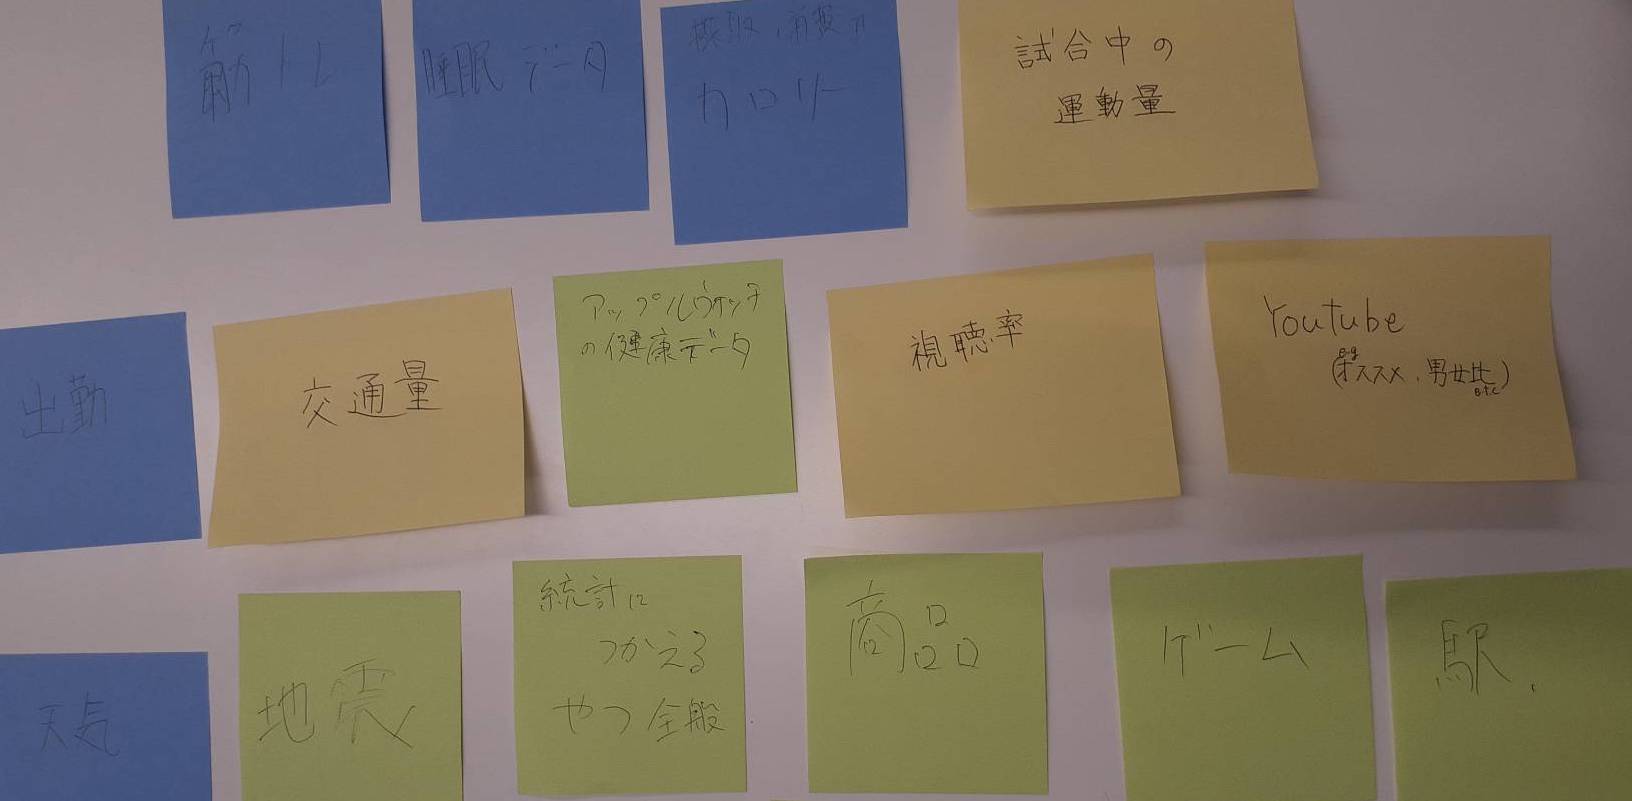 筋トレ
睡眠データ
摂取、消費カ
カロリー
試合中の
運動量
出勤
交通量
アップルウォッチ
の健康データ
視聴率
Youtube
e.g
(オススメ、男女比)
etc
天気
地震
統計に
つかえる
やつ全般
商品
ゲーム
駅、